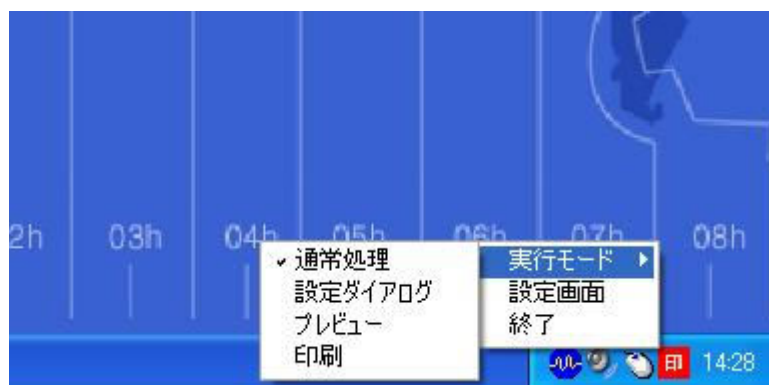 2h 03h 04h 05h 06h 07h 08h
通常処理
設定ダイアログ
プレビュー
印刷
実行モード
設定画面
終了
印 14:28